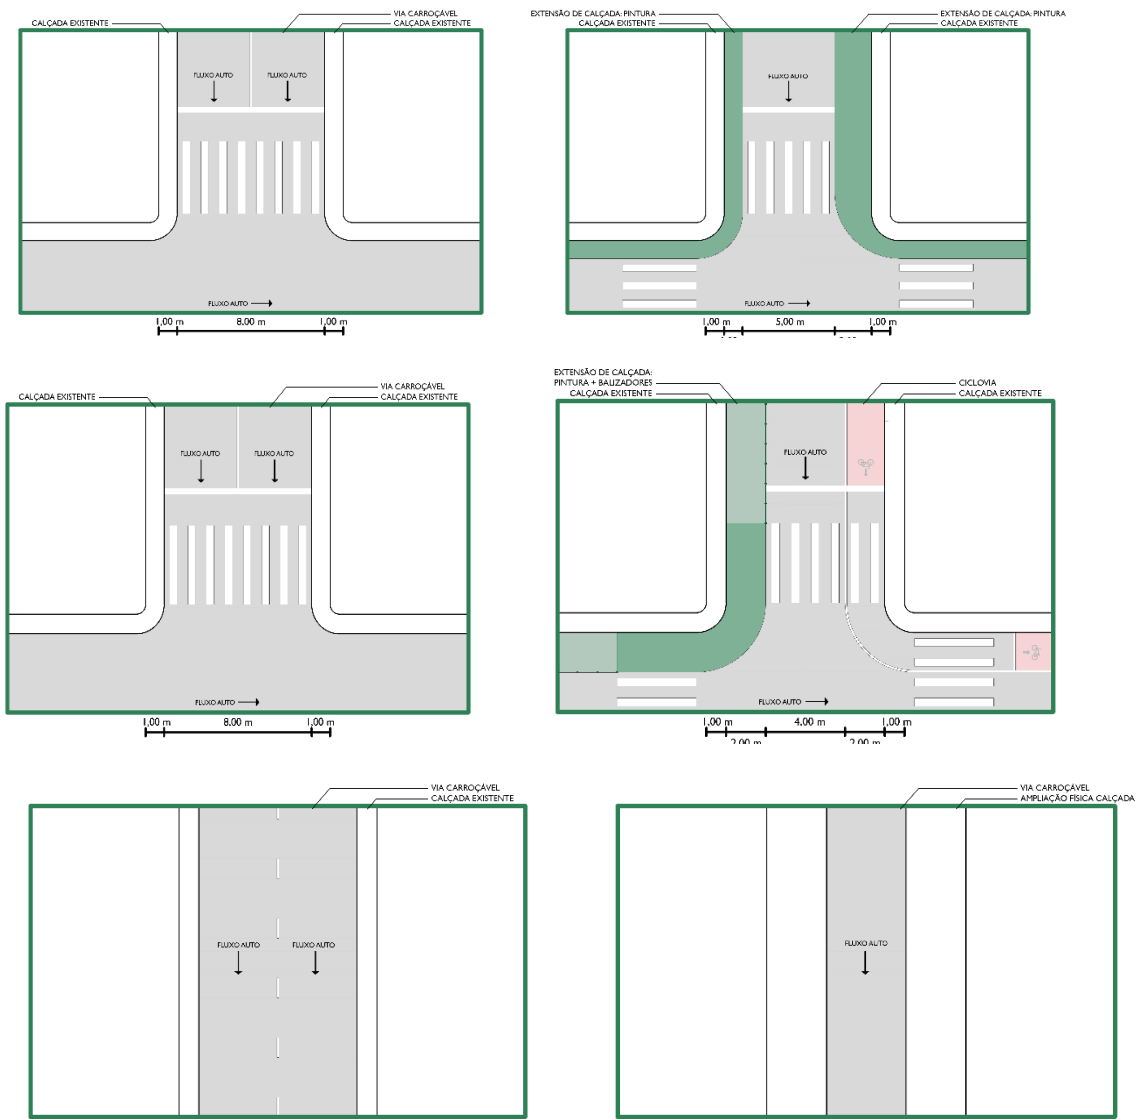 VIA CARROÇÁVEL
CALÇADA EXISTENTE
CALÇADA EXISTENTE
FLUXO AUTO
FLUXO AUTO
FLUXO AUTO
1,00 m
8,00 m
1,00 m
EXTENSÃO DE CALÇADA: PINTURA
EXTENSÃO DE CALÇADA: PINTURA
CALÇADA EXISTENTE
CALÇADA EXISTENTE
FLUXO AUTO
FLUXO AUTO
1,00 m
5,00 m
1,00 m
VIA CARROÇÁVEL
CALÇADA EXISTENTE
CALÇADA EXISTENTE
FLUXO AUTO
FLUXO AUTO
FLUXO AUTO
1,00 m
8,00 m
1,00 m
EXTENSÃO DE CALÇADA:
PINTURA + BALIZADORES
CICLOVIA
CALÇADA EXISTENTE
CALÇADA EXISTENTE
FLUXO AUTO
FLUXO AUTO
1,00 m
4,00 m
1,00 m
2,00 m
2,00 m
VIA CARROÇÁVEL
CALÇADA EXISTENTE
FLUXO AUTO
FLUXO AUTO
VIA CARROÇÁVEL
AMPLIAÇÃO FÍSICA CALÇADA
FLUXO AUTO